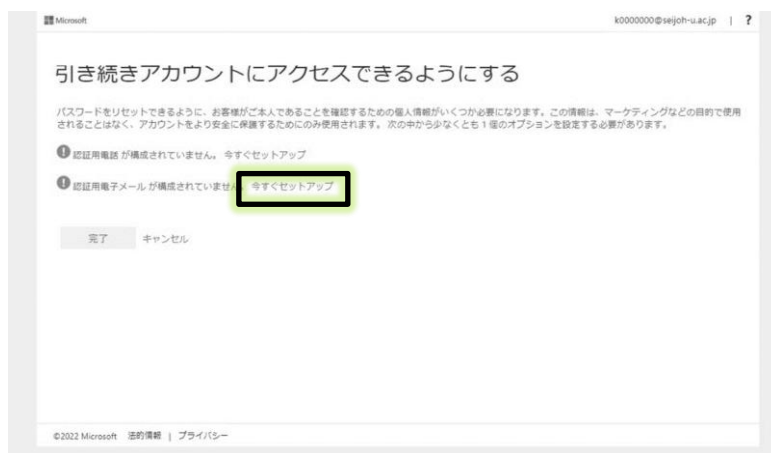 Microsoft
k0000000@seijoh-u.ac.jp | ?
引き続きアカウントにアクセスできるようにする
パスワードをリセットできるように、お客様がご本人であることを確認するための個人情報がいくつか必要になります。この情報は、マーケティングなどの目的で使用
されることはなく、アカウントをより安全に保護するためにのみ使用されます。 次の中から少なくとも 1 個のオプションを設定する必要があります。
認証用電話 が構成されていません。 今すぐセットアップ
認証用電子メール が構成されていません。 今すぐセットアップ
完了 キャンセル
©2022 Microsoft 法的情報 | プライバシー